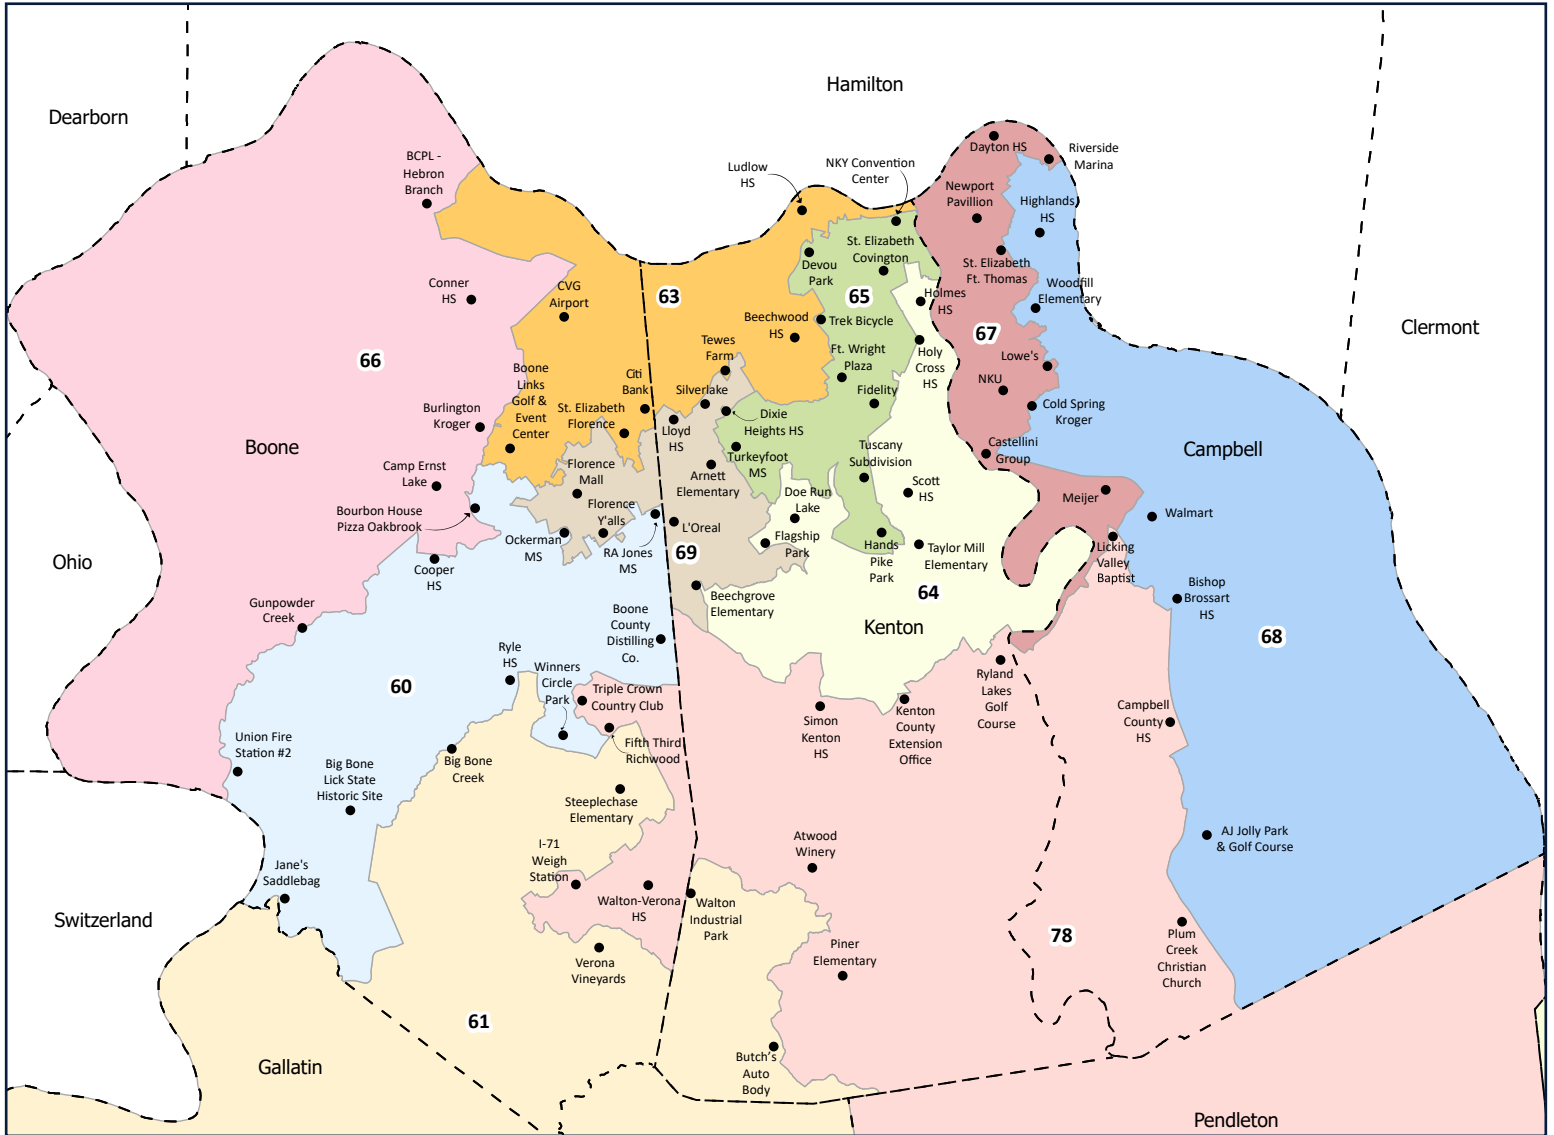 Hamilton
Dearborn
BCPL -
Hebron
Branch
Ludlow
HS
NKY Convention
Center
Dayton HS
Riverside
Marina
Newport
Pavillion
Highlands
HS
St. Elizabeth
Covington
Devou
Park
St. Elizabeth
Ft. Thomas
Conner
HS
CVG
Airport
63
65
Holmes
HS
Woodfill
Elementary
Beechwood
HS
Trek Bicycle
67
Clermont
66
Tewes
Farm
Ft. Wright
Plaza
Holy
Cross
HS
Lowe's
NKU
Boone
Links
Golf &
Event
Center
Citi
Bank
Silverlake
Fidelity
Burlington
Kroger
St. Elizabeth
Florence
Lloyd
HS
Dixie
Heights HS
Cold Spring
Kroger
Boone
Turkeyfoot
MS
Tuscany
Subdivision
Castellini
Group
Campbell
Camp Ernst
Lake
Florence
Mall
Arnett
Elementary
Scott
HS
Doe Run
Lake
Meijer
Bourbon House
Pizza Oakbrook
Florence
Y'alls
L'Oreal
Walmart
Ockerman
MS
RA Jones
MS
69
Flagship
Park
Hands
Pike
Park
Taylor Mill
Elementary
Licking
Valley
Baptist
Ohio
Cooper
HS
Beechgrove
Elementary
64
Bishop
Brossart
HS
Gunpowder
Creek
Boone
County
Distilling
Co.
Kenton
68
Ryle
HS
Winners
Circle
Park
60
Triple Crown
Country Club
Ryland
Lakes
Golf
Course
Simon
Kenton
HS
Kenton
County
Extension
Office
Campbell
County
HS
Union Fire
Station #2
Big Bone
Creek
Fifth Third
Richwood
Big Bone
Lick State
Historic Site
Steeplechase
Elementary
AJ Jolly Park
& Golf Course
I-71
Weigh
Station
Atwood
Winery
Jane's
Saddlebag
Walton-Verona
HS
Walton
Industrial
Park
Switzerland
78
Plum
Creek
Christian
Church
Verona
Vineyards
Piner
Elementary
61
Gallatin
Butch's
Auto
Body
Pendleton